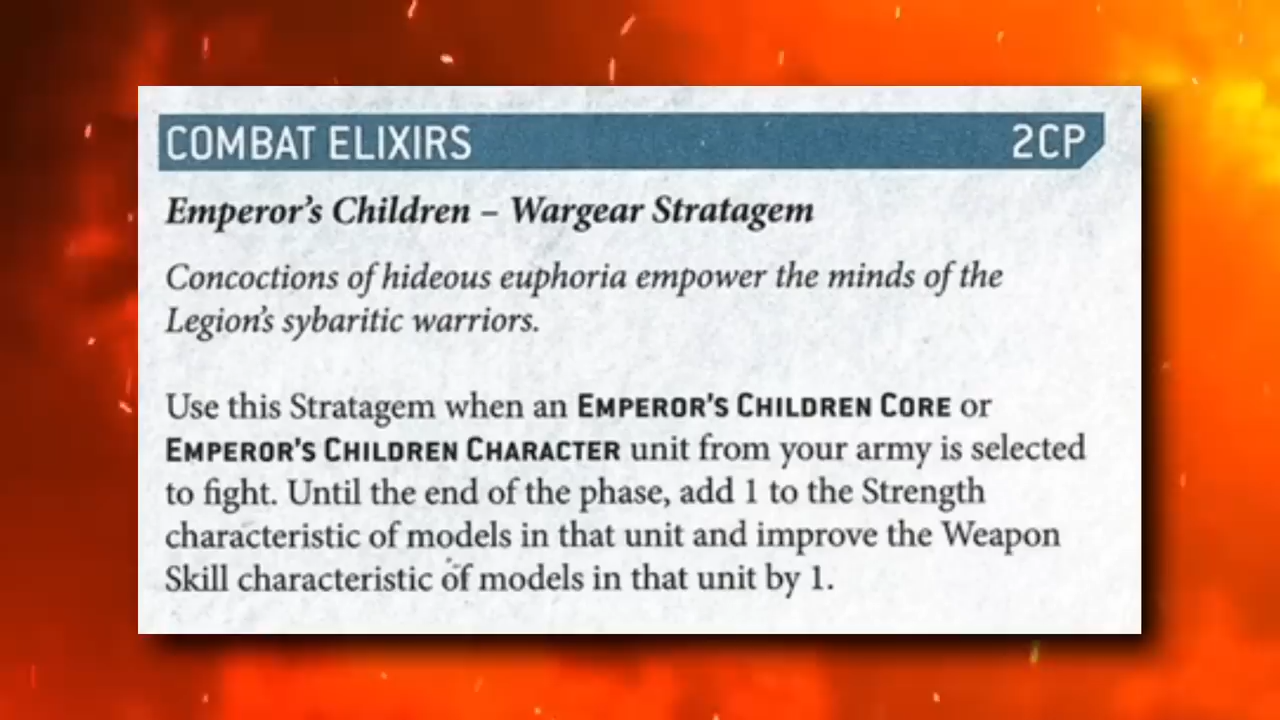 COMBAT ELIXIRS 2CP
Emperor's Children – Wargear Stratagem
Concoctions of hideous euphoria empower the minds of the
Legion's sybaritic warriors.
Use this Stratagem when an EMPEROR'S CHILDREN CORE or
EMPEROR'S CHILDREN CHARACTER unit from your army is selected
to fight. Until the end of the phase, add 1 to the Strength
characteristic of models in that unit and improve the Weapon
Skill characteristic of models in that unit by 1.